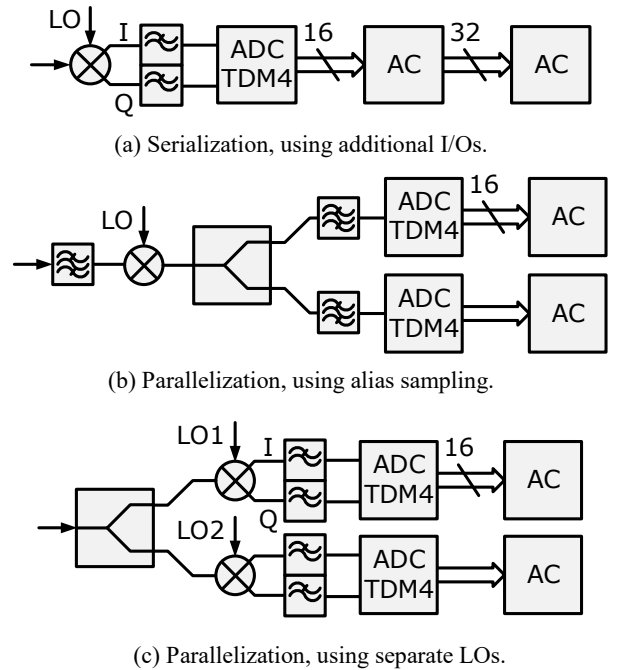 LO
I
Q
ADC
TDM4
16
AC
32
AC
(a) Serialization, using additional I/Os.
LO
ADC
TDM4
16
AC
ADC
TDM4
AC
(b) Parallelization, using alias sampling.
LO1
I
Q
ADC
TDM4
16
AC
LO2
ADC
TDM4
AC
(c) Parallelization, using separate LOs.